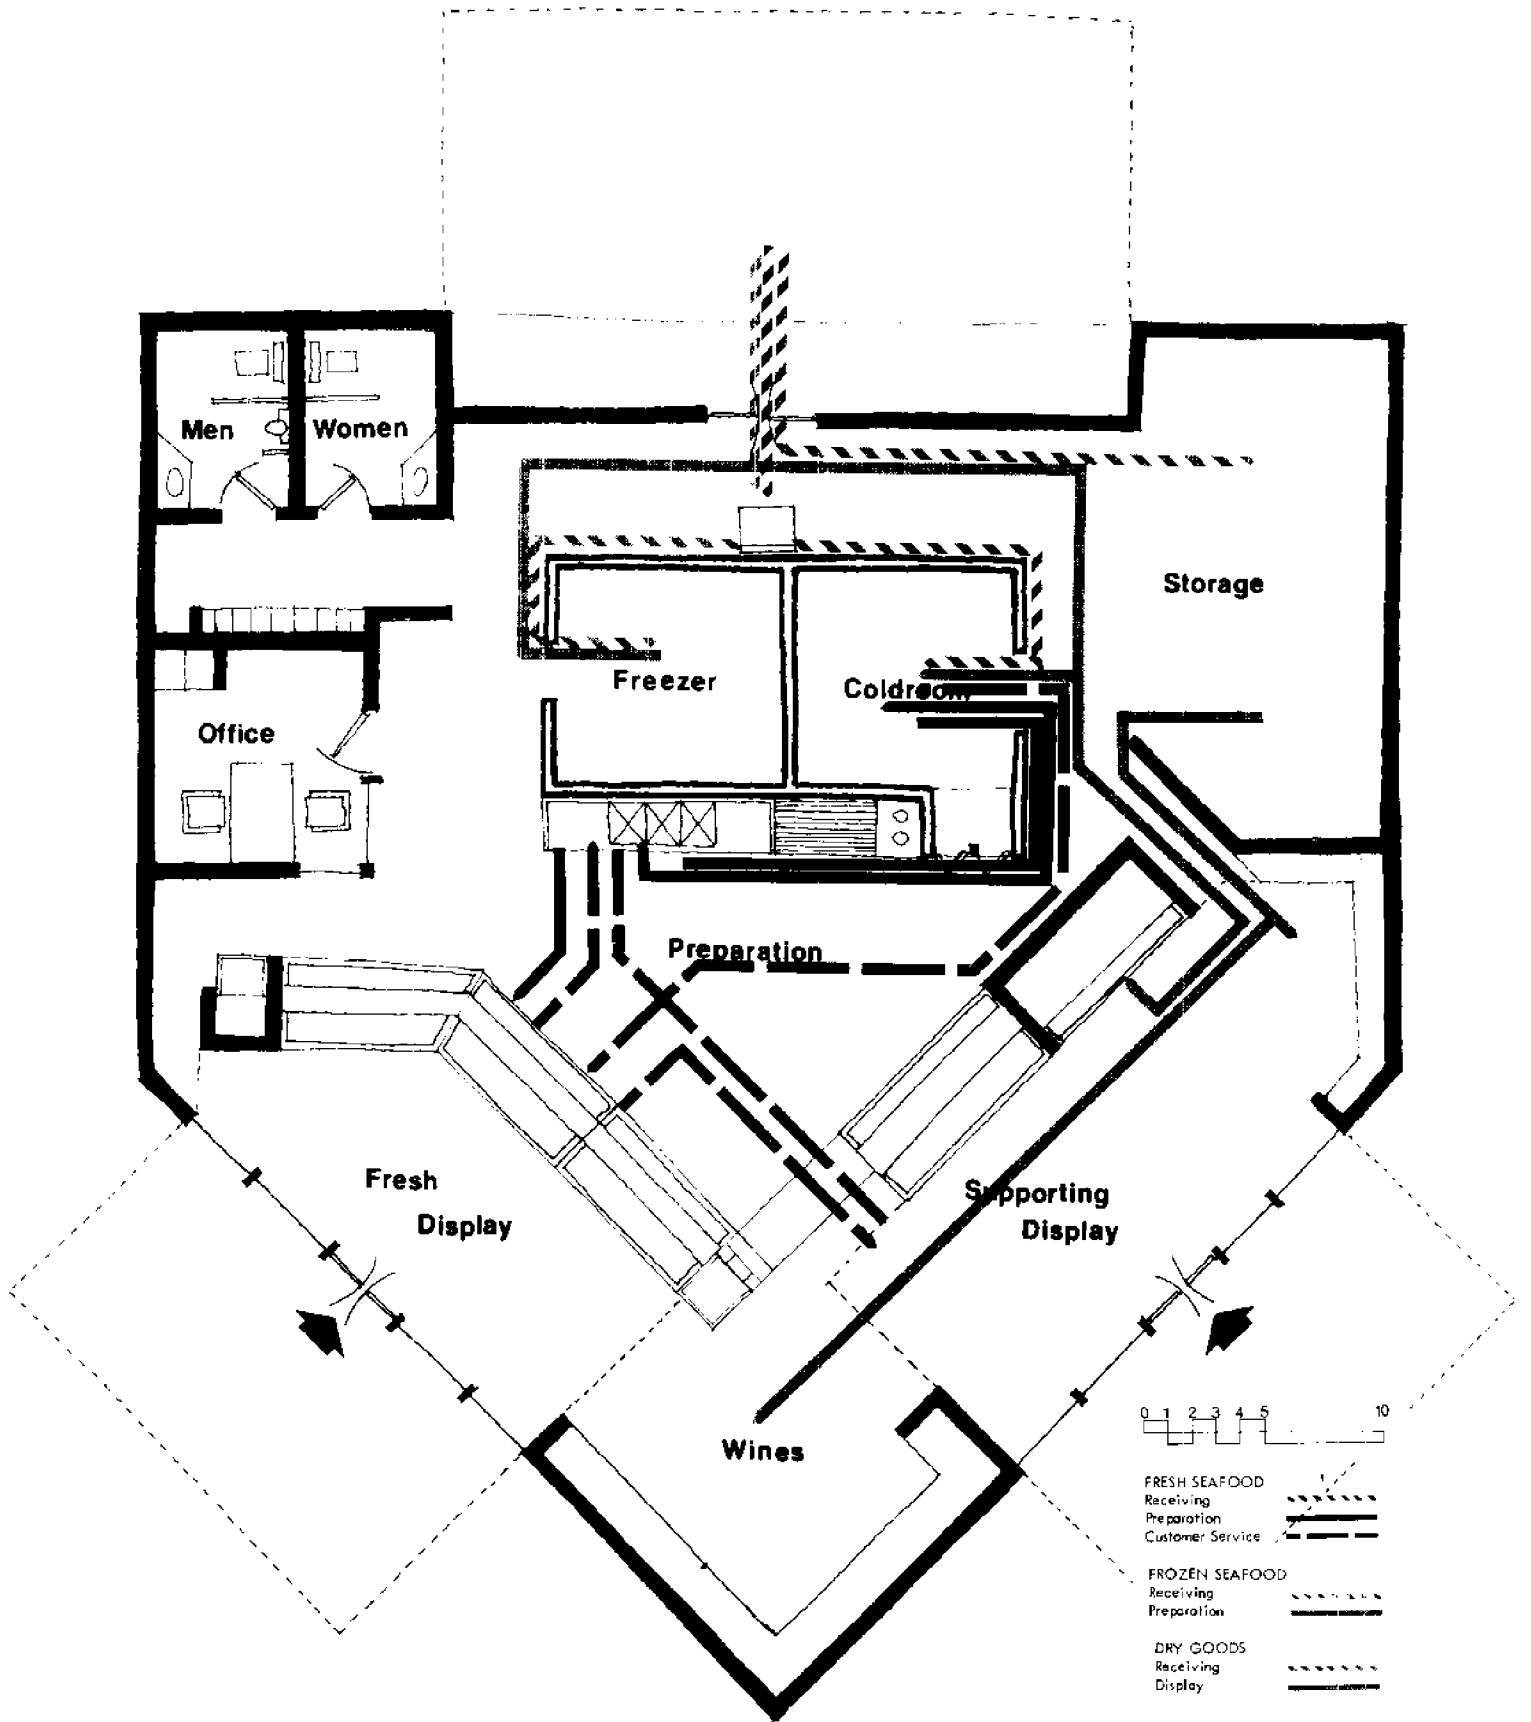 Men
Women
Storage
Freezer
Coldroom
Office
Preparation
Fresh
Display
Supporting
Display
Wines
0 1 2 3 4 5 10
FRESH SEAFOOD
Receiving
Preparation
Customer Service
FROZEN SEAFOOD
Receiving
Preparation
DRY GOODS
Receiving
Display